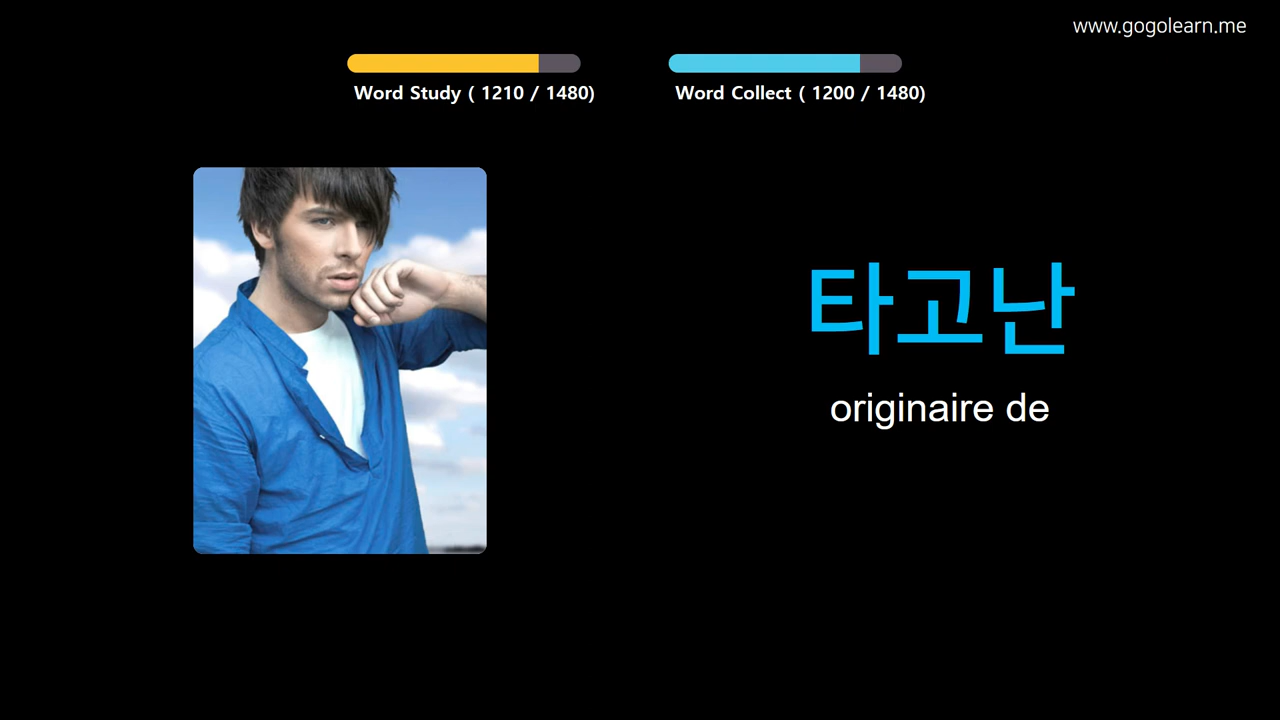 www.gogolearn.me
Word Study ( 1210 / 1480)
Word Collect ( 1200 / 1480)
타고난
originaire de